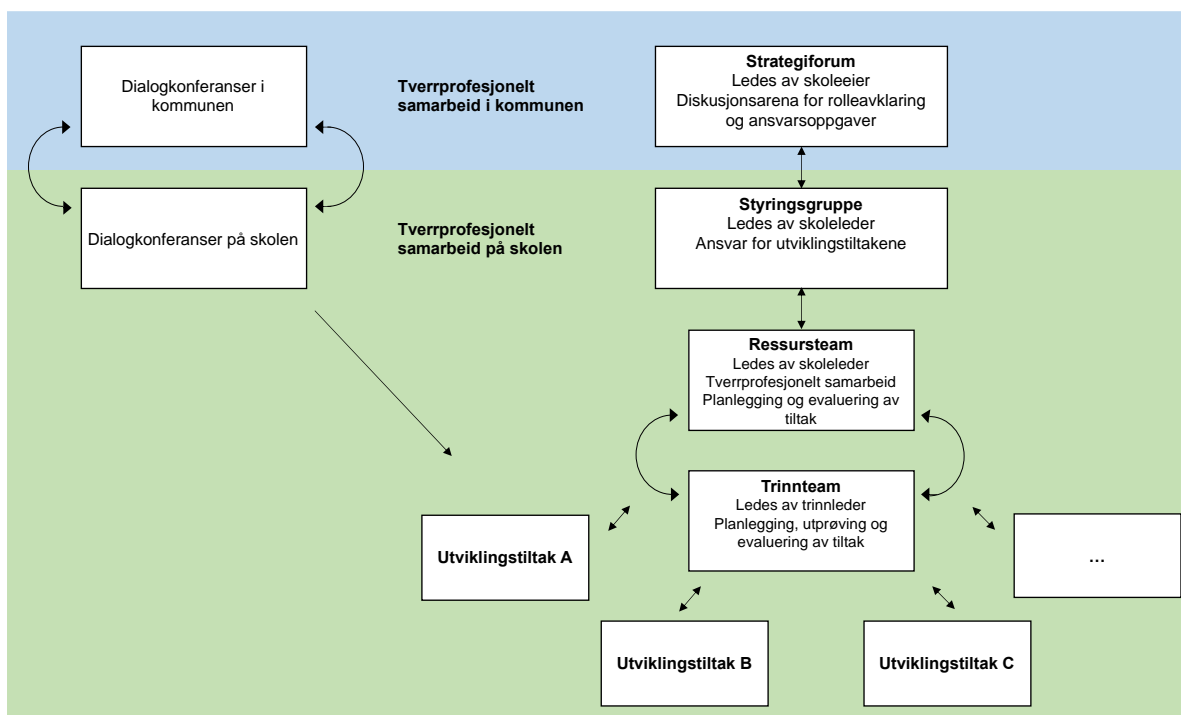 Dialogkonferanser i
kommunen
Tverrprofesjonelt
samarbeid i kommunen
Strategiforum
Ledes av skoleeier
Diskusjonsarena for rolleavklaring
og ansvarsoppgaver
Dialogkonferanser på skolen
Tverrprofesjonelt
samarbeid på skolen
Styringsgruppe
Ledes av skoleleder
Ansvar for utviklingstiltakene
Ressursteam
Ledes av skoleleder
Tverrprofesjonelt samarbeid
Planlegging og evaluering av
tiltak
Trinnteam
Ledes av trinnleder
Planlegging, utprøving og
evaluering av tiltak
Utviklingstiltak A
...
Utviklingstiltak B
Utviklingstiltak C